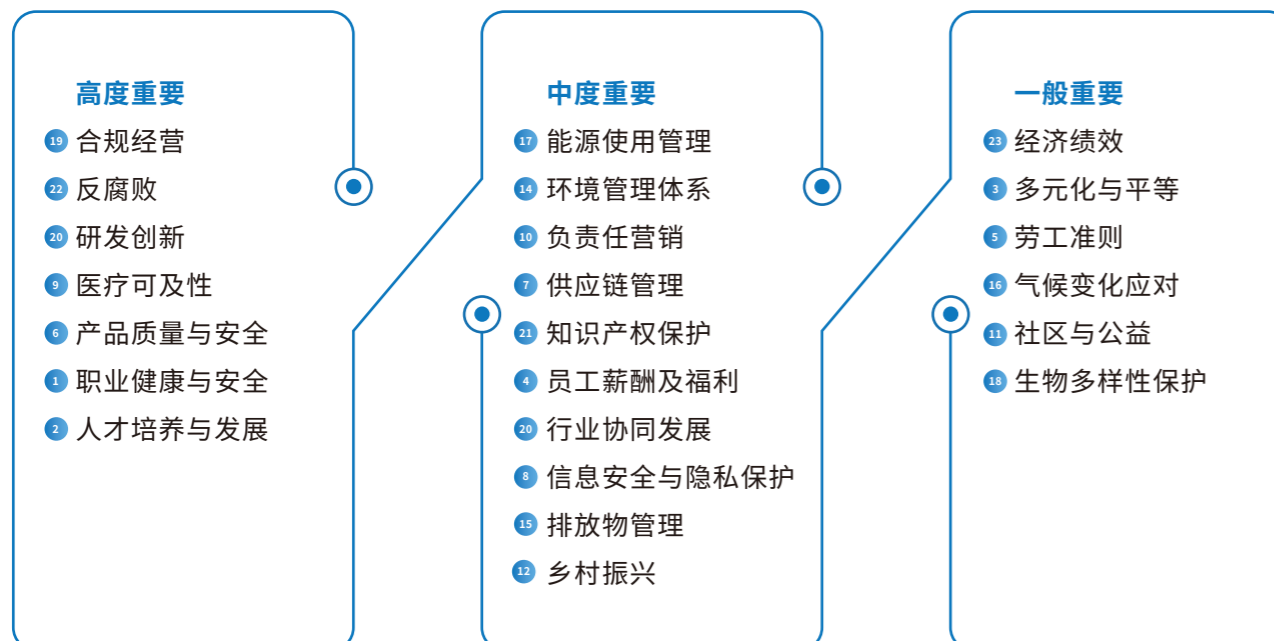 高度重要
19 合规经营
22 反腐败
20 研发创新
9 医疗可及性
6 产品质量与安全
1 职业健康与安全
2 人才培养与发展
中度重要
17 能源使用管理
14 环境管理体系
10 负责任营销
7 供应链管理
21 知识产权保护
4 员工薪酬及福利
20 行业协同发展
8 信息安全与隐私保护
15 排放物管理
12 乡村振兴
一般重要
23 经济绩效
3 多元化与平等
5 劳工准则
16 气候变化应对
11 社区与公益
18 生物多样性保护